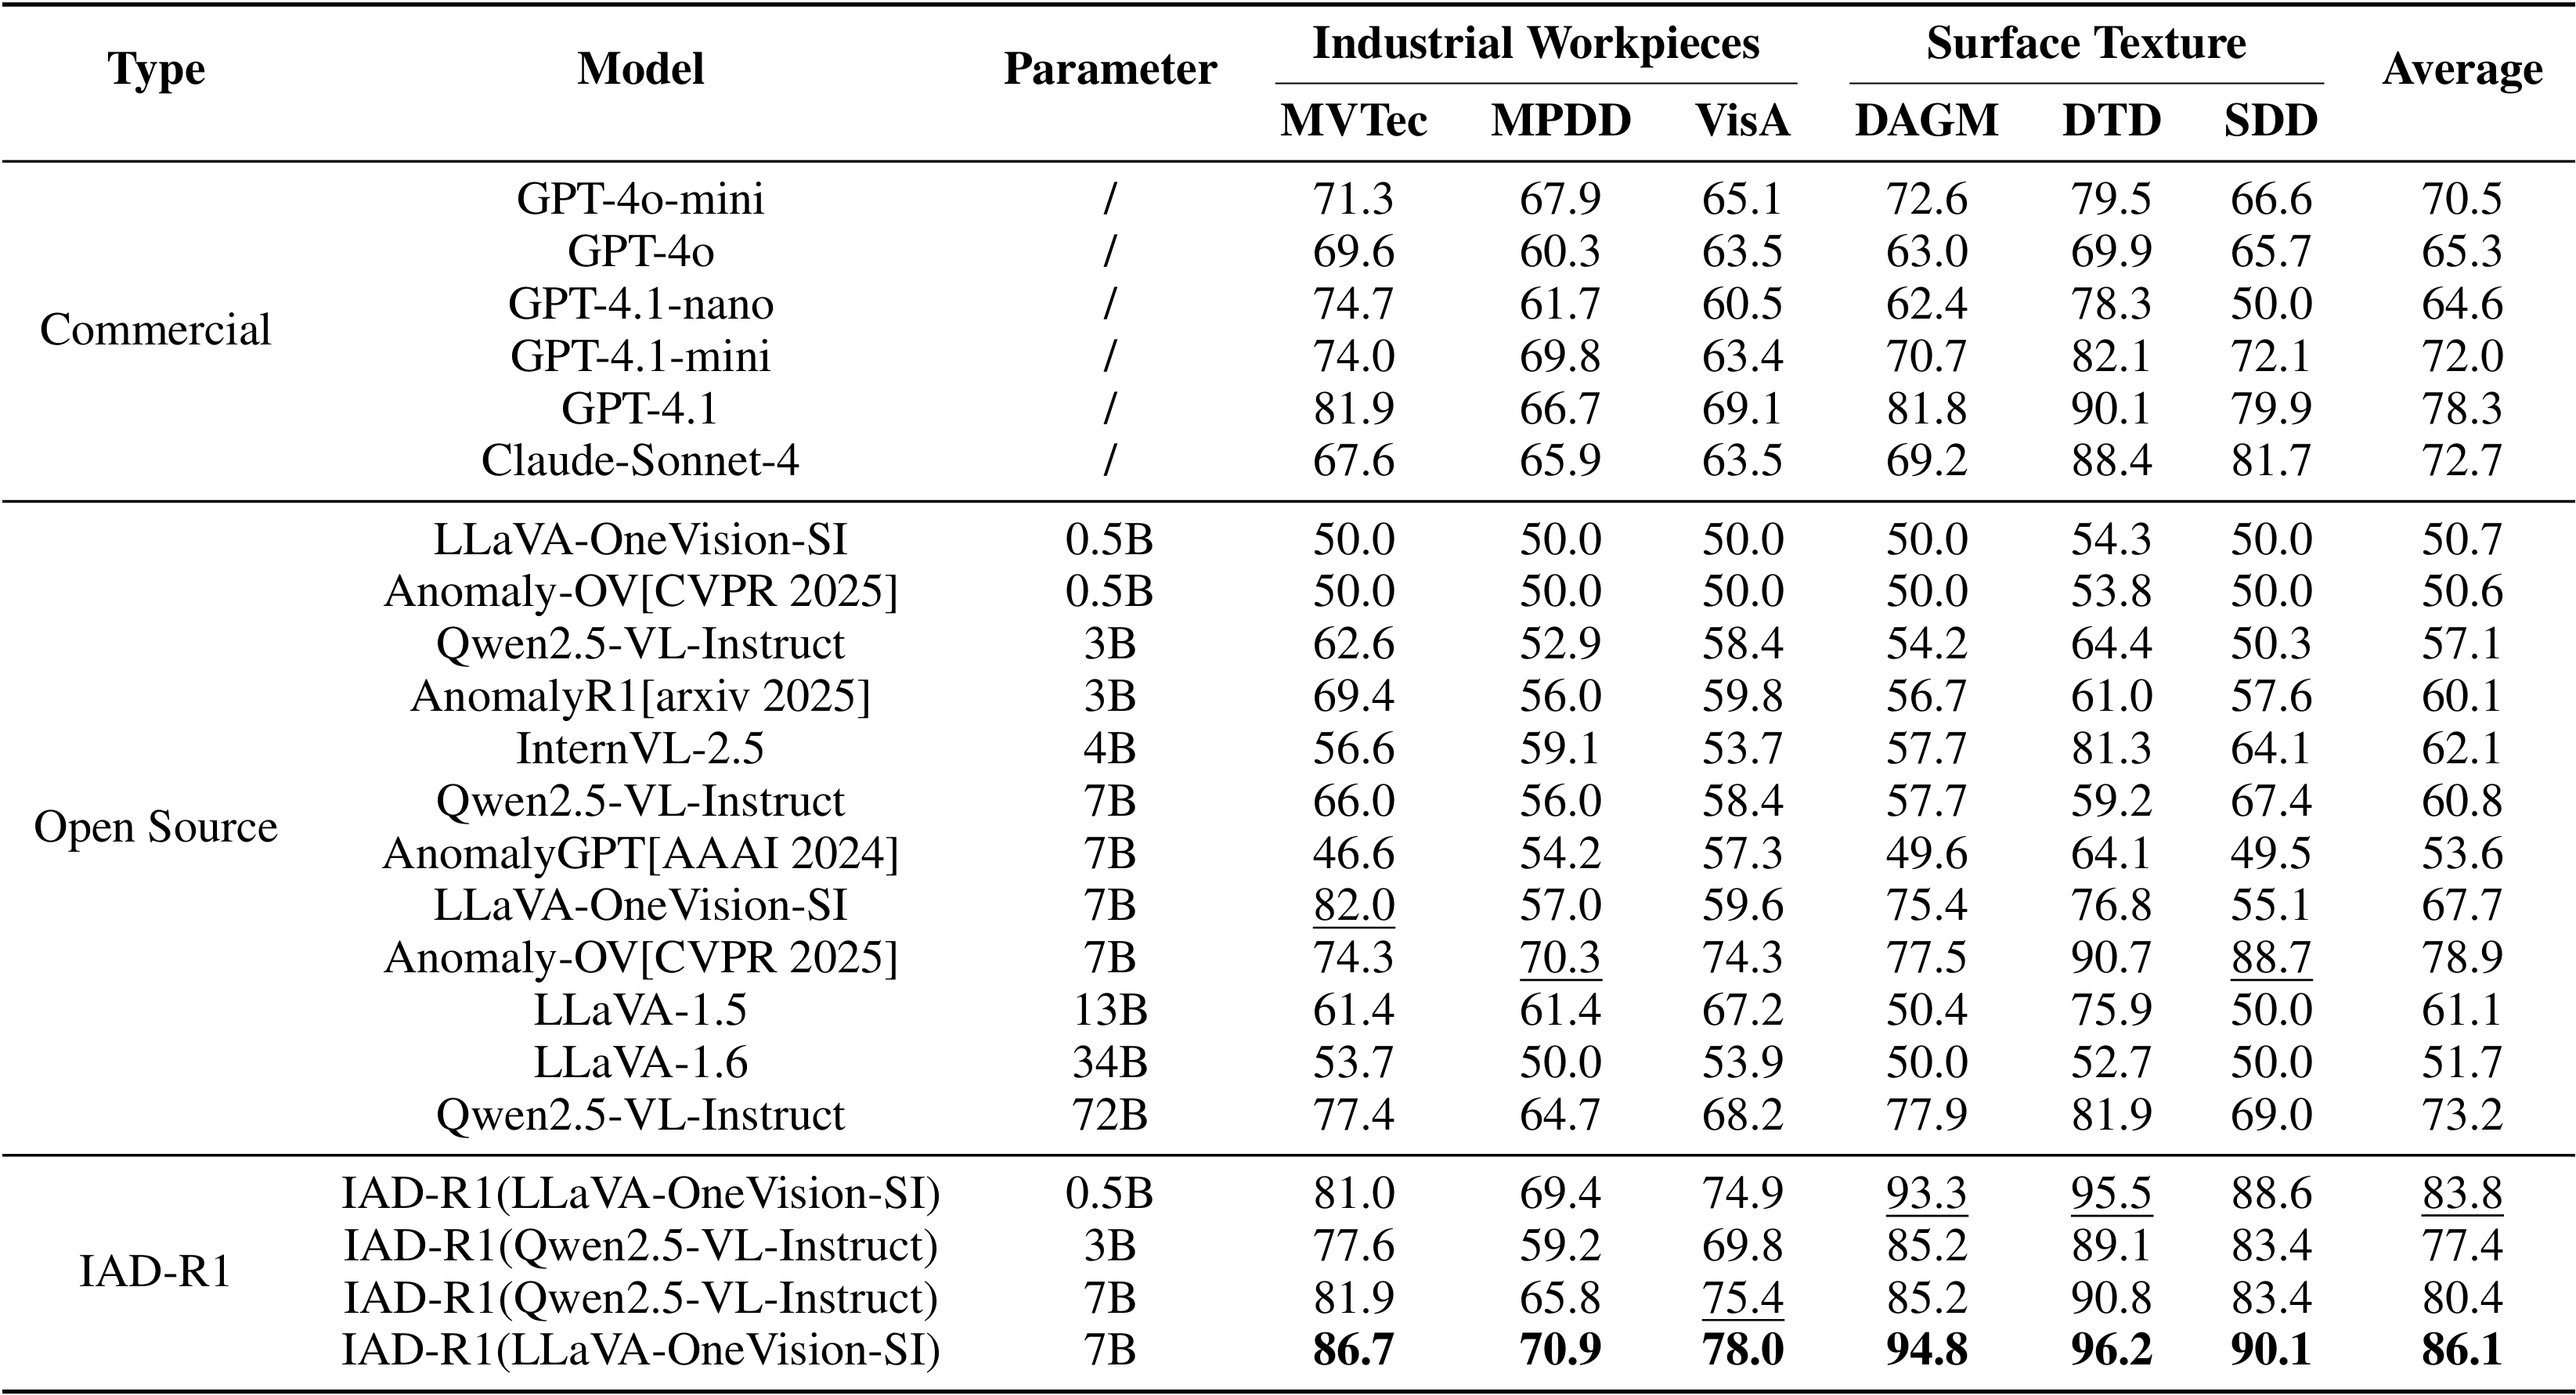 Type Model Parameter Industrial Workpieces Surface Texture Average
MVTec MPDD VisA DAGM DTD SDD
GPT-4o-mini / 71.3 67.9 65.1 72.6 79.5 66.6 70.5
GPT-4o / 69.6 60.3 63.5 63.0 69.9 65.7 65.3
GPT-4.1-nano / 74.7 61.7 60.5 62.4 78.3 50.0 64.6
Commercial
GPT-4.1-mini / 74.0 69.8 63.4 70.7 82.1 72.1 72.0
GPT-4.1 / 81.9 66.7 69.1 81.8 90.1 79.9 78.3
Claude-Sonnet-4 / 67.6 65.9 63.5 69.2 88.4 81.7 72.7
LLaVA-OneVision-SI 0.5B 50.0 50.0 50.0 50.0 54.3 50.0 50.7
Anomaly-OV[CVPR 2025] 0.5B 50.0 50.0 50.0 50.0 53.8 50.0 50.6
Qwen2.5-VL-Instruct 3B 62.6 52.9 58.4 54.2 64.4 50.3 57.1
AnomalyR1[arxiv 2025] 3B 69.4 56.0 59.8 56.7 61.0 57.6 60.1
InternVL-2.5 4B 56.6 59.1 53.7 57.7 81.3 64.1 62.1
Qwen2.5-VL-Instruct 7B 66.0 56.0 58.4 57.7 59.2 67.4 60.8
Open Source
AnomalyGPT[AAAI 2024] 7B 46.6 54.2 57.3 49.6 64.1 49.5 53.6
LLaVA-OneVision-SI 7B 82.0 57.0 59.6 75.4 76.8 55.1 67.7
Anomaly-OV[CVPR 2025] 7B 74.3 70.3 74.3 77.5 90.7 88.7 78.9
LLaVA-1.5 13B 61.4 61.4 67.2 50.4 75.9 50.0 61.1
LLaVA-1.6 34B 53.7 50.0 53.9 50.0 52.7 50.0 51.7
Qwen2.5-VL-Instruct 72B 77.4 64.7 68.2 77.9 81.9 69.0 73.2
IAD-R1(LLaVA-OneVision-SI) 0.5B 81.0 69.4 74.9 93.3 95.5 88.6 83.8
IAD-R1(Qwen2.5-VL-Instruct) 3B 77.6 59.2 69.8 85.2 89.1 83.4 77.4
IAD-R1
IAD-R1(Qwen2.5-VL-Instruct) 7B 81.9 65.8 75.4 85.2 90.8 83.4 80.4
IAD-R1(LLaVA-OneVision-SI) 7B 86.7 70.9 78.0 94.8 96.2 90.1 86.1